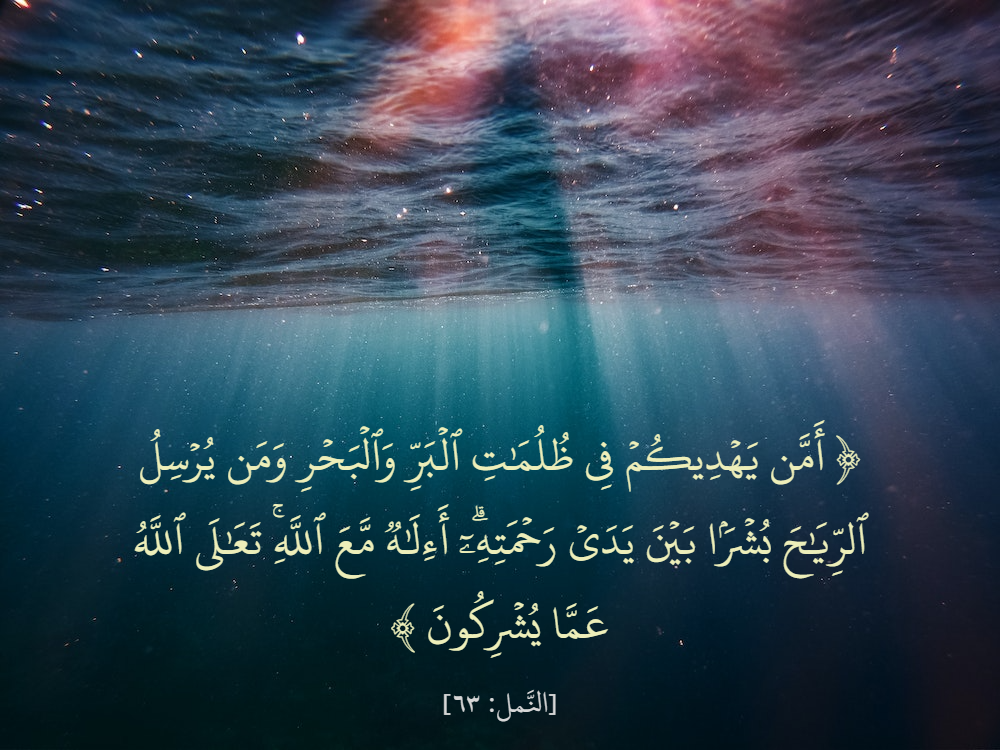 ﴿ أَمَّن يَهۡدِيكُمۡ فِي ظُلُمَٰتِ ٱلۡبَرِّ وَٱلۡبَحۡرِ وَمَن يُرۡسِلُ
ٱلرِّيَٰحَ بُشۡرَۢا بَيۡنَ يَدَيۡ رَحۡمَتِهِۦٓۗ أَءِلَٰهٞ مَّعَ ٱللَّهِۚ تَعَٰلَى ٱللَّهُ
عَمَّا يُشۡرِكُونَ ﴾
[النَّمل: ٦٣]